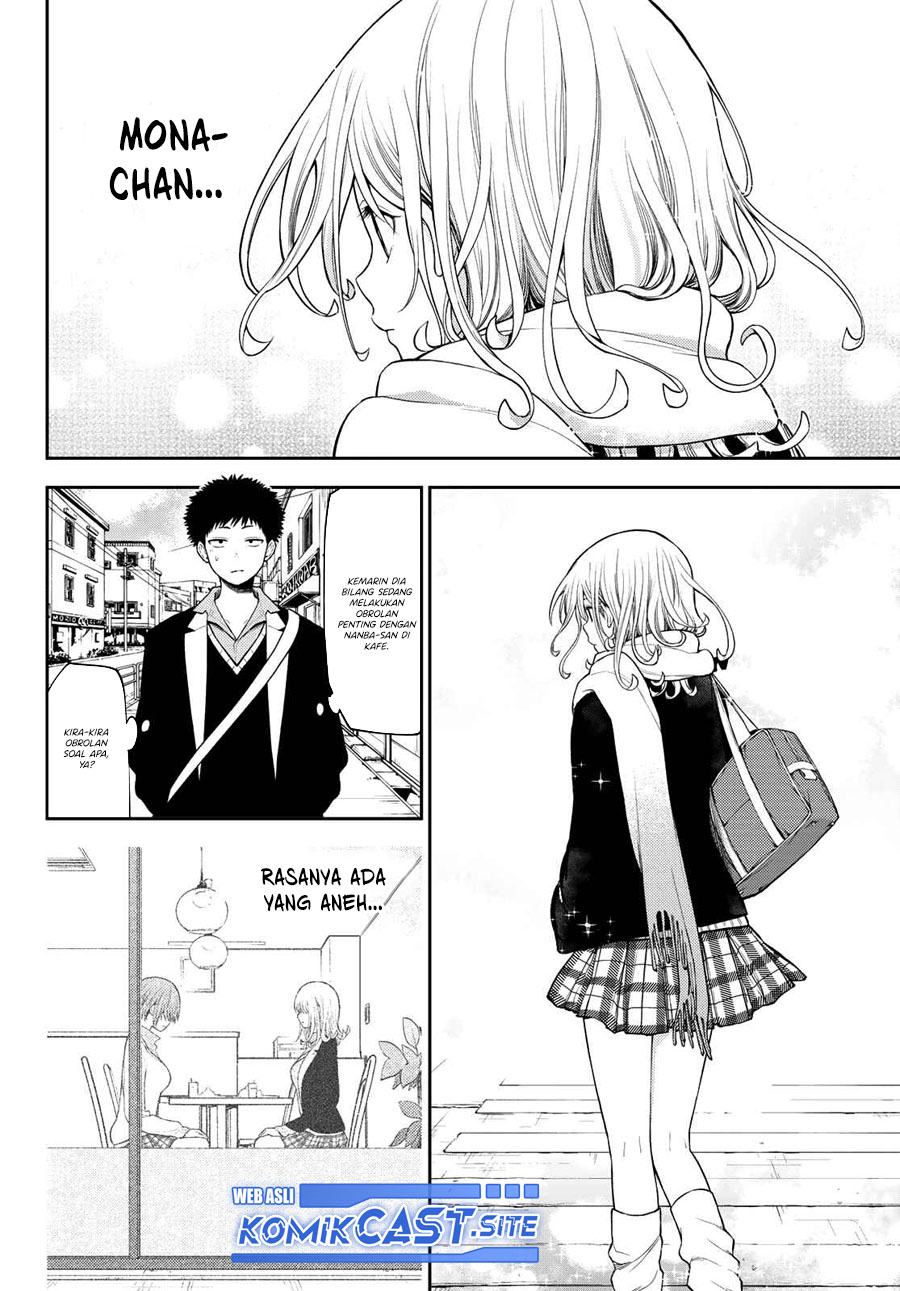 MONA-
CHAN...
KEMARIN DIA
BILANG SEDANG
MELAKUKAN
OBROLAN
PENTING DENGAN
NANBA-SAN DI
KAFE.
KIRA-KIRA
OBROLAN
SOAL APA,
YA?
RASANYA ADA
YANG ANEH...
WEB ASLI
KOMIKCAST.SITE